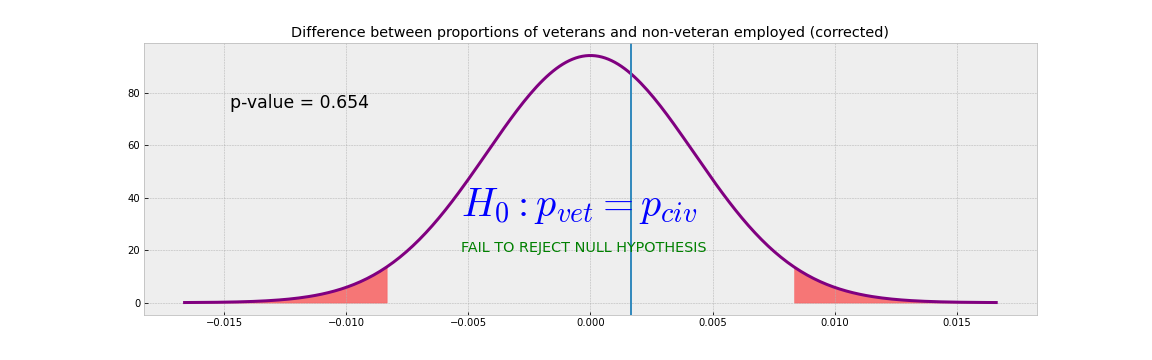 Difference between proportions of veterans and non-veteran employed (corrected)
80
60
40
20
0
p-value = 0.654
H₀ : p_vet = p_civ
FAIL TO REJECT NULL HYPOTHESIS
−0.015 −0.010 −0.005 0.000 0.005 0.010 0.015